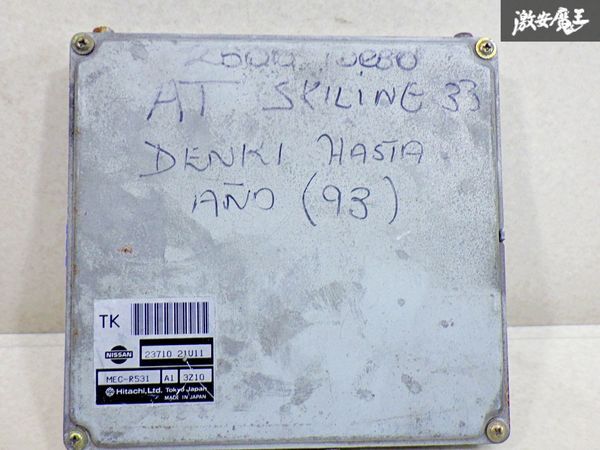 激安魔王
AT SKILINE 33
DENKI HASTA
AÑO (93)
TK
NISSAN
23710 21U11
MEC-R531 A1 3Z10
Hitachi, Ltd. Tokyo Japan
MADE IN JAPAN